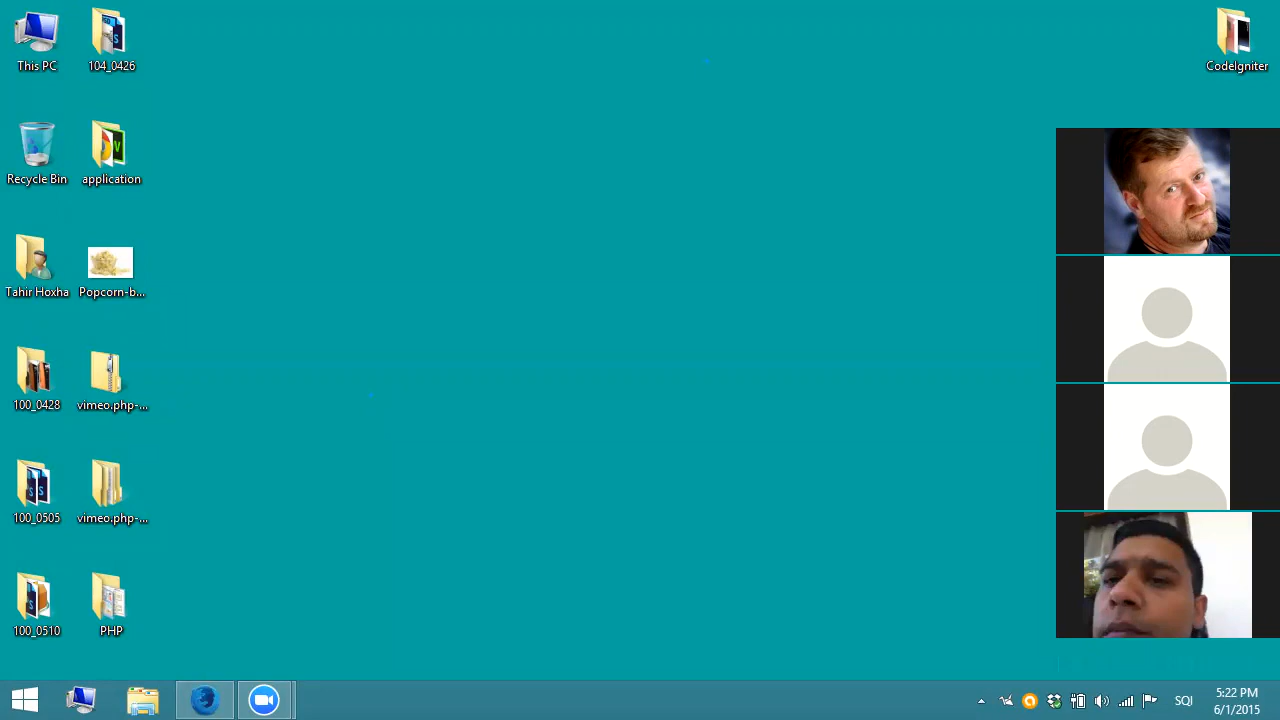 This PC
104_0426
CodeIgniter
Recycle Bin
application
Tahir Hoxha
Popcorn-b...
100_0428
vimeo.php-...
100_0505
vimeo.php-...
100_0510
PHP
SQI
5:22 PM
6/1/2015